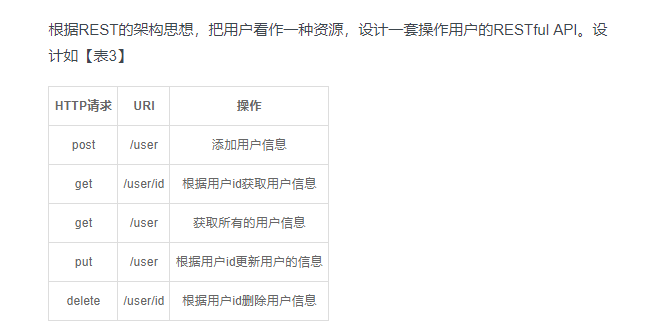 根据REST的架构思想，把用户看作一种资源，设计一套操作用户的RESTful API。设
计如【表3】
HTTP请求 URI 操作
post /user 添加用户信息
get /user/id 根据用户id获取用户信息
get /user 获取所有的用户信息
put /user 根据用户id更新用户的信息
delete /user/id 根据用户id删除用户信息